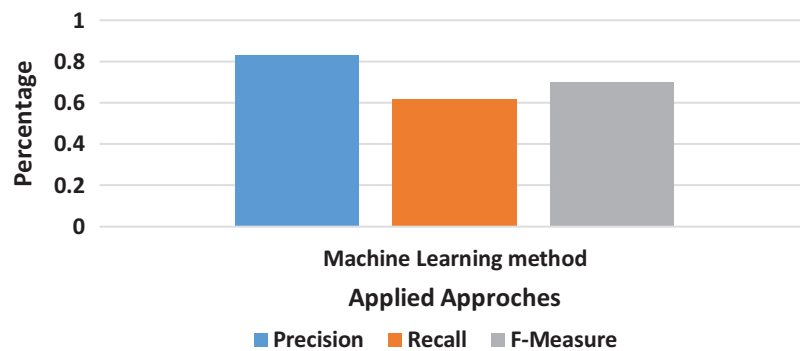 1
0.8
0.6
0.4
0.2
0
Percentage
Machine Learning method
Applied Approches
Precision Recall F-Measure